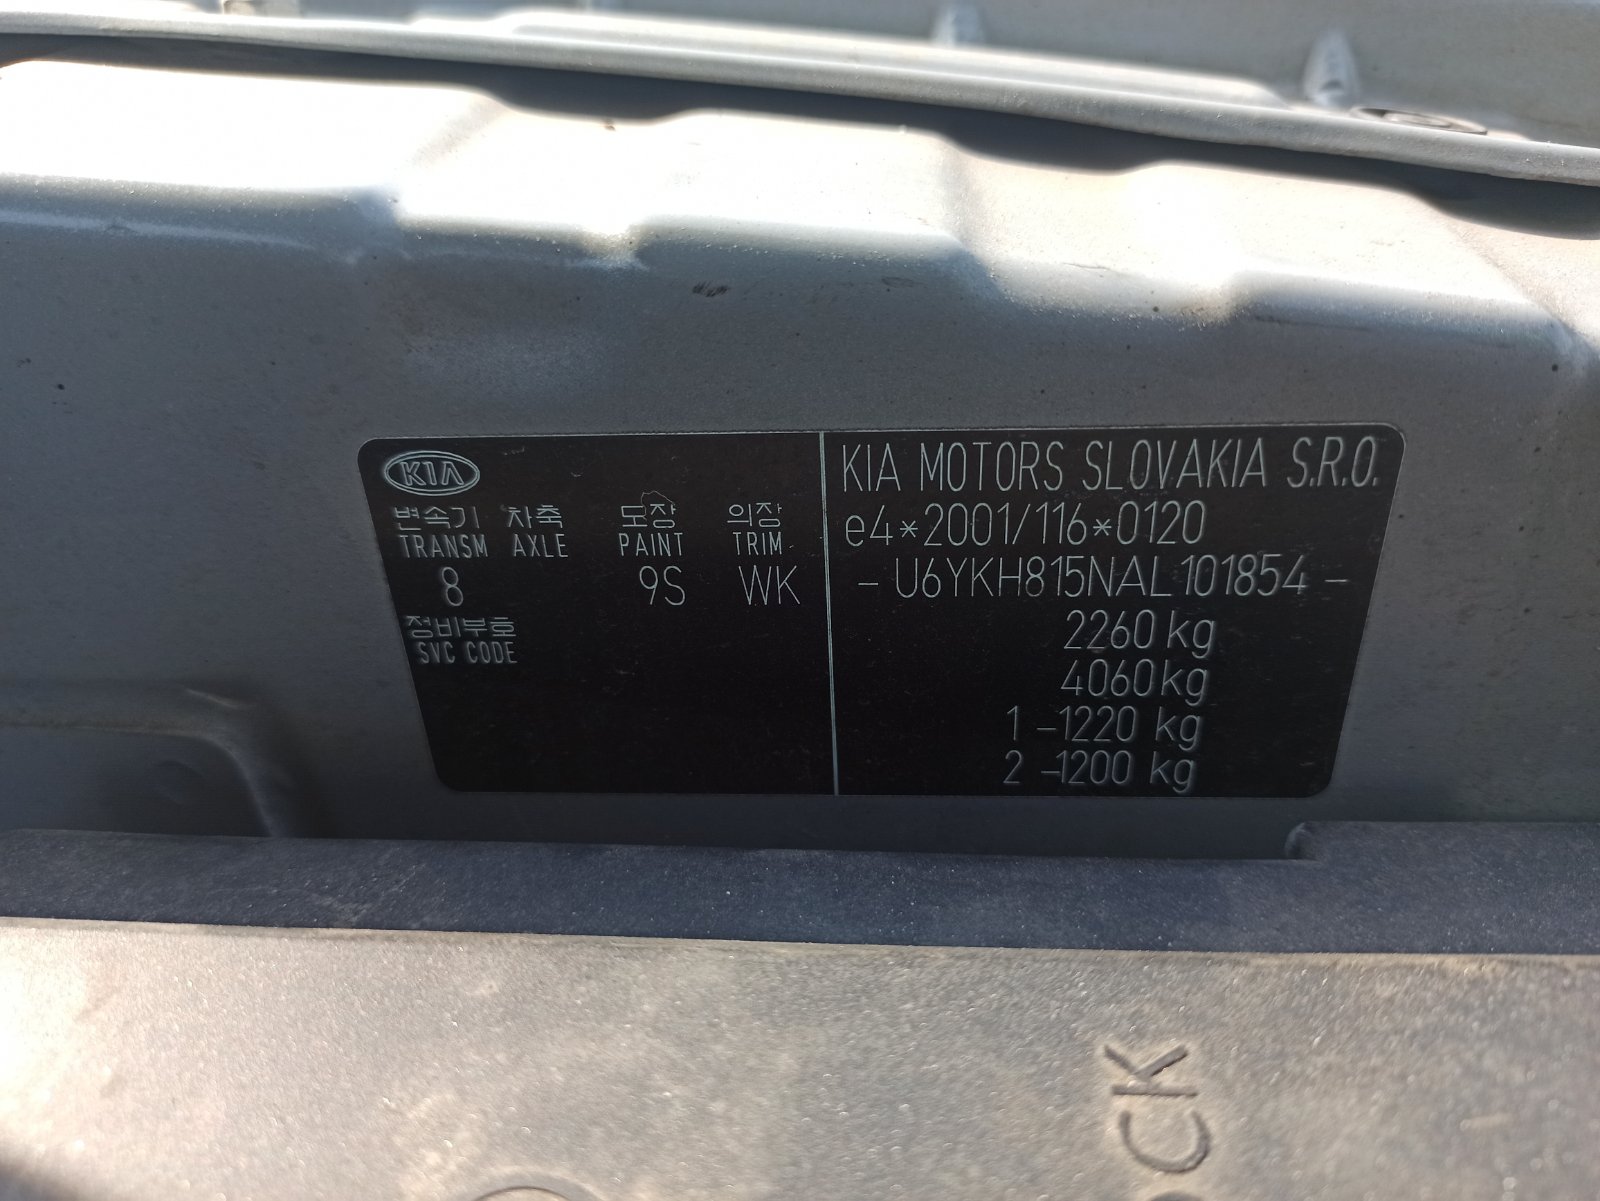 KIA
변속기 차축 도장 의장
TRANSM AXLE PAINT TRIM
8 9S WK
정비부호
SVC CODE
KIA MOTORS SLOVAKIA S.R.O.
e4*2001/116*0120
- U6YKH815NAL101854 -
2260 kg
4060 kg
1 -1220 kg
2 -1200 kg